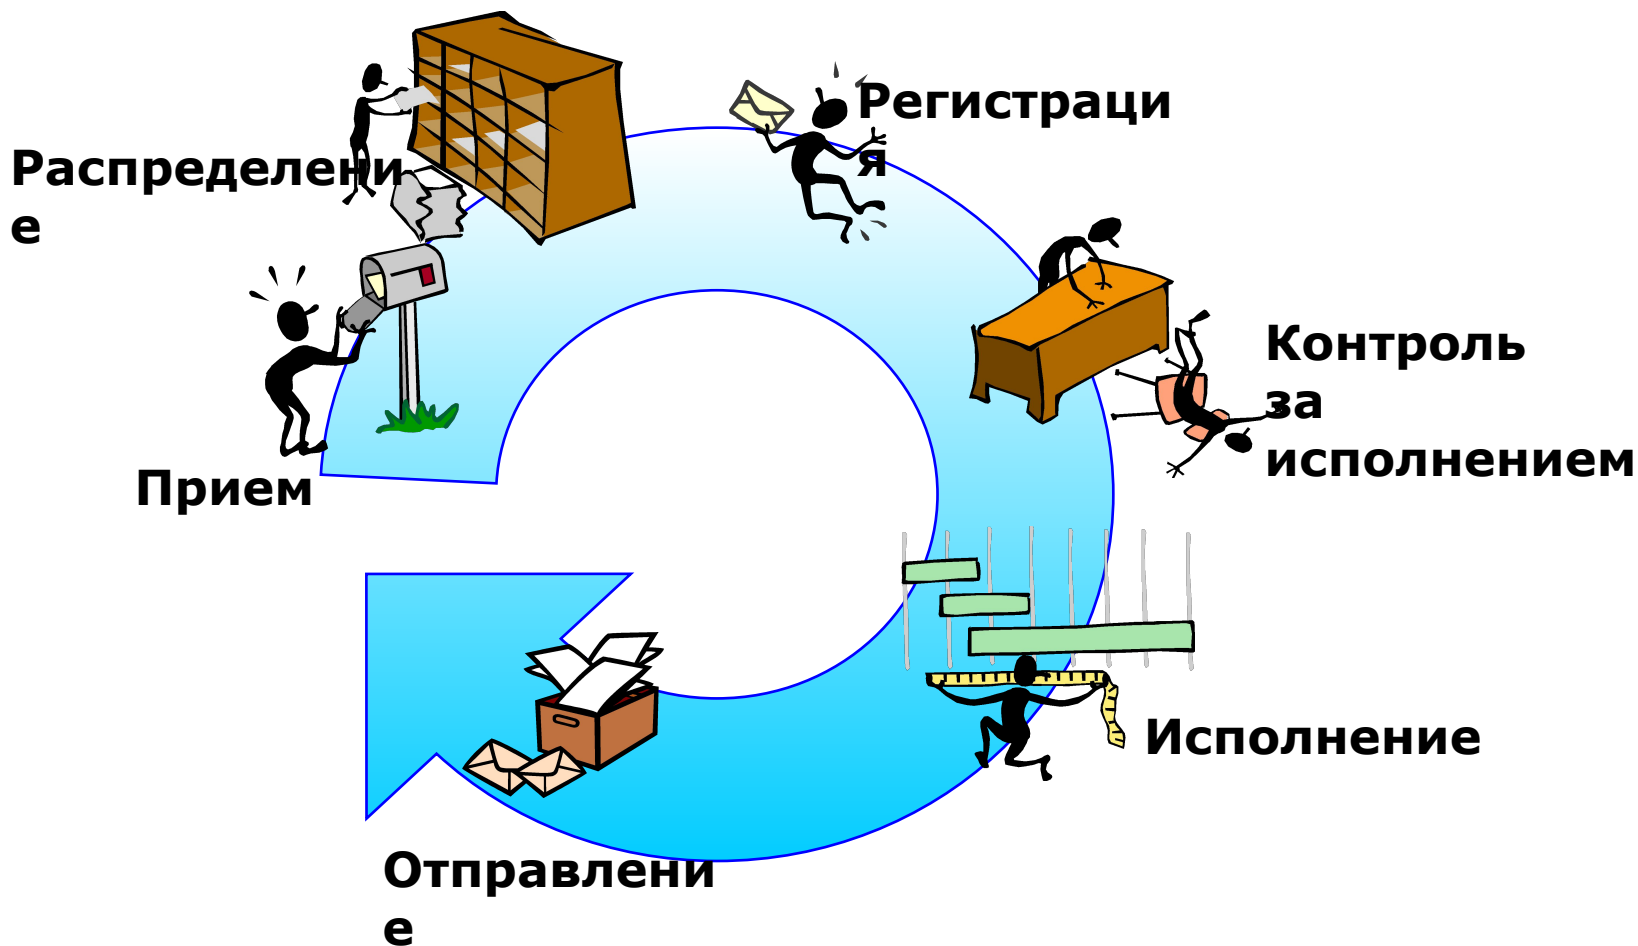 Регистраци
я
Распределени
е
Контроль
за
исполнением
Прием
Исполнение
Отправлени
е